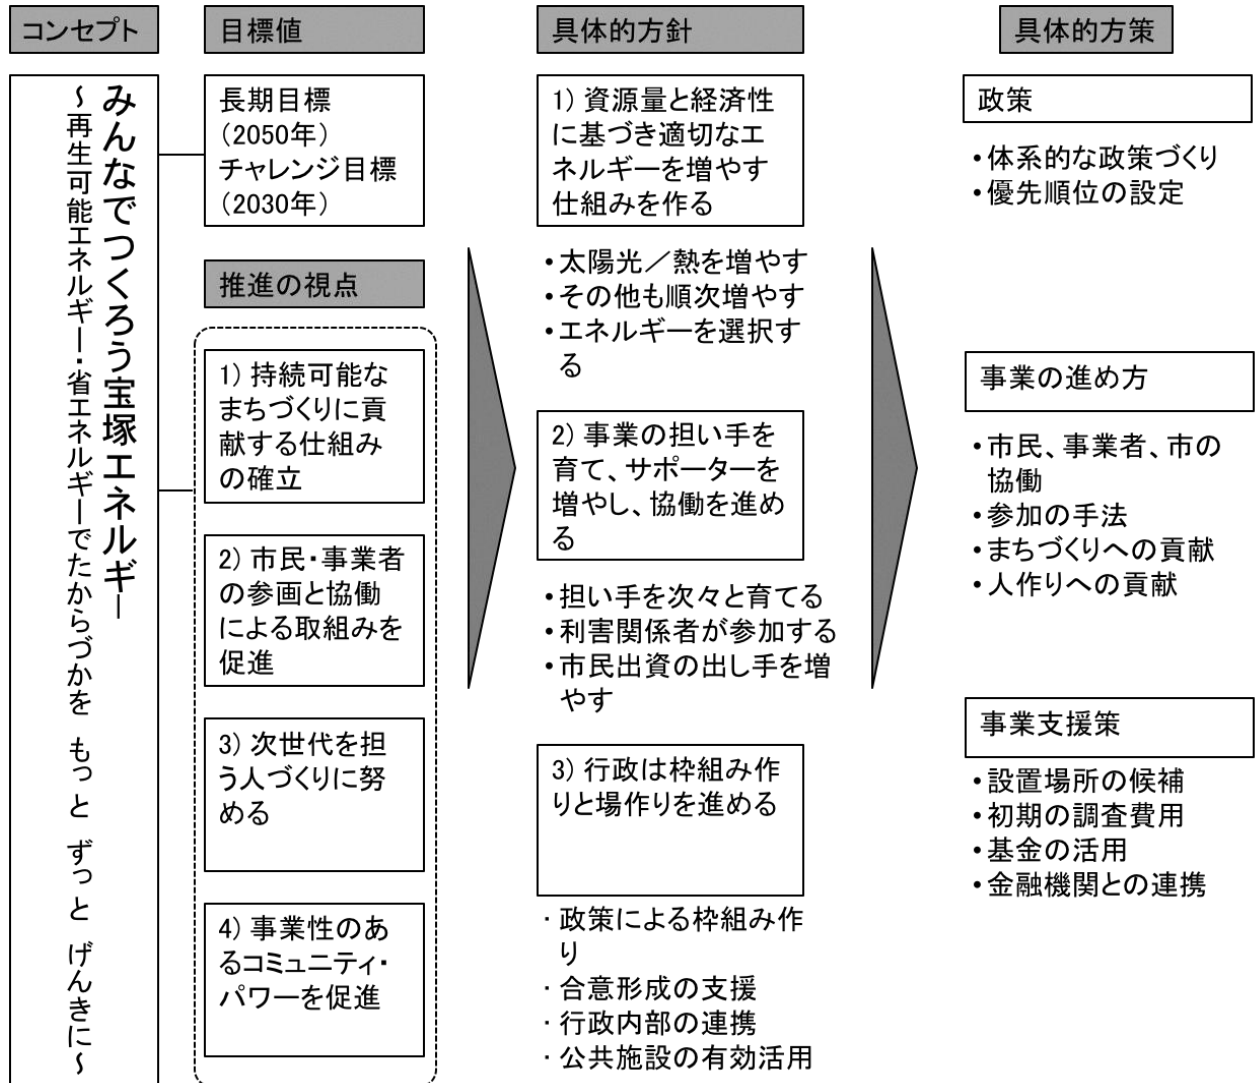 コンセプト
みんなでつくろう宝塚エネルギー
～再生可能エネルギー・省エネルギーでたからづかを もっと ずっと げんきに～
目標値
長期目標
（2050年）
チャレンジ目標
（2030年）
推進の視点
1) 持続可能な
まちづくりに貢
献する仕組み
の確立
2) 市民・事業者
の参画と協働
による取組みを
促進
3) 次世代を担
う人づくりに努
める
4) 事業性のあ
るコミュニティ・
パワーを促進
具体的方針
1) 資源量と経済性
に基づき適切なエ
ネルギーを増やす
仕組みを作る
•太陽光／熱を増やす
•その他も順次増やす
•エネルギーを選択す
る
2) 事業の担い手を
育て、サポーターを
増やし、協働を進め
る
•担い手を次々と育てる
•利害関係者が参加する
•市民出資の出し手を増
やす
3) 行政は枠組み作
りと場作りを進める
・政策による枠組み作
り
・合意形成の支援
・行政内部の連携
・公共施設の有効活用
具体的方策
政策
•体系的な政策づくり
•優先順位の設定
事業の進め方
•市民、事業者、市の
協働
•参加の手法
•まちづくりへの貢献
•人作りへの貢献
事業支援策
•設置場所の候補
•初期の調査費用
•基金の活用
•金融機関との連携